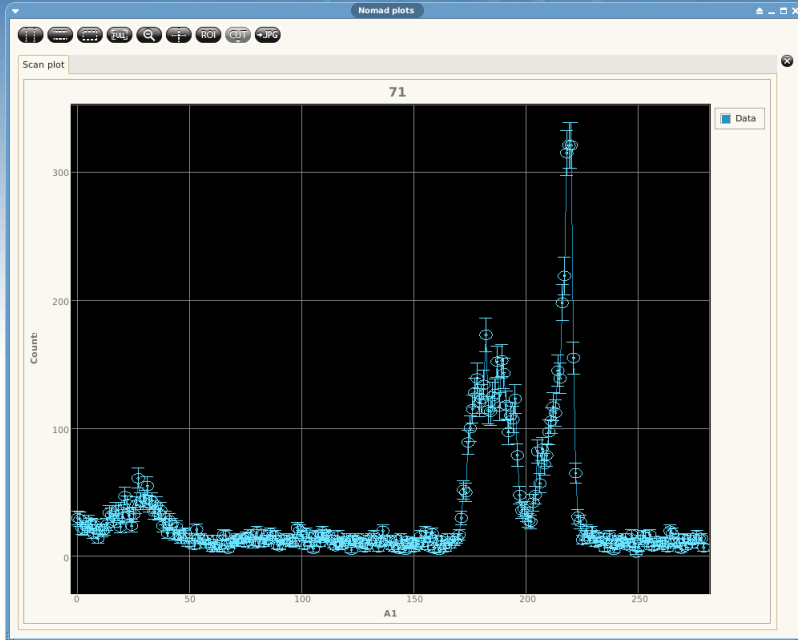 Nomad plots
FULL ROI CUT →JPG
Scan plot
71
Data
300
200
100
0
Counts
0 50 100 150 200 250
A1